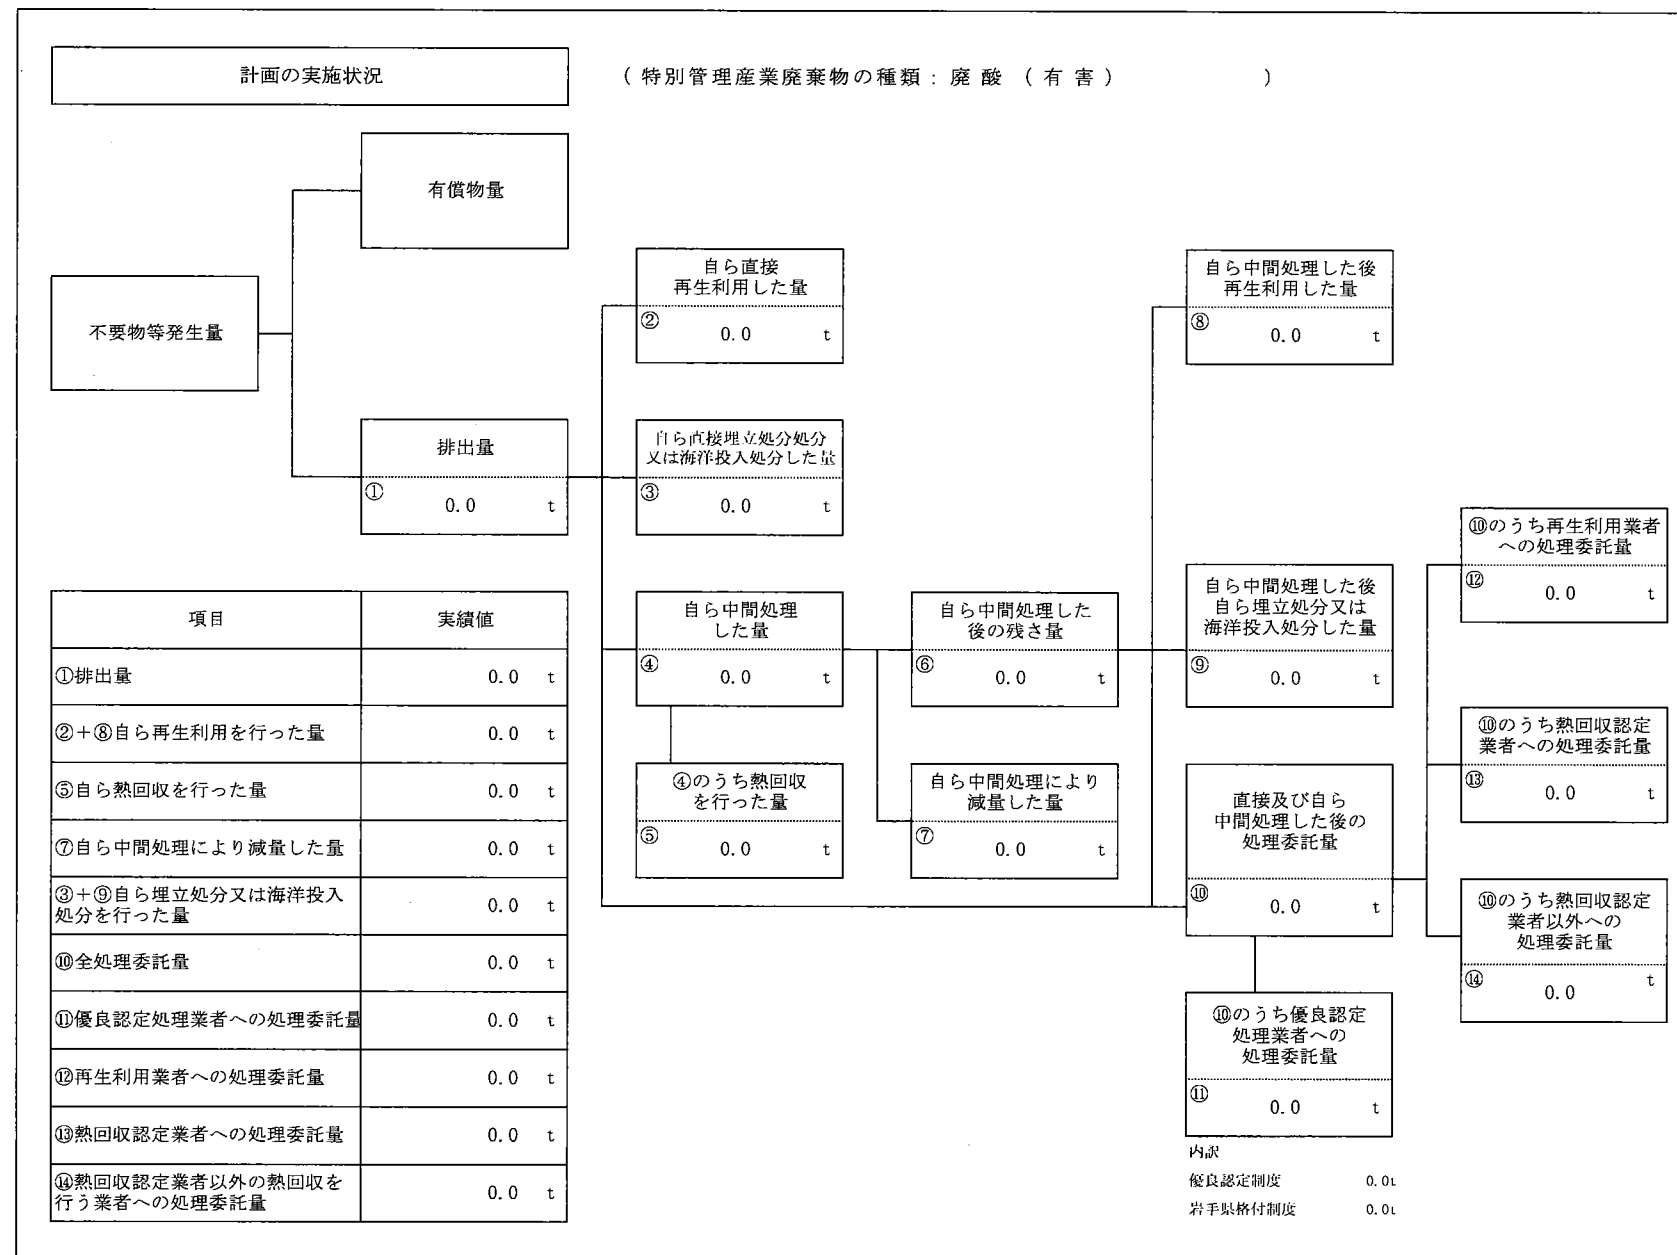 計画の実施状況
(特別管理産業廃棄物の種類：廃酸（有害） )
有償物量
不要物等発生量
排出量
① 0.0 t
自ら直接
再生利用した量
② 0.0 t
自ら直接埋立処分処分
又は海洋投入処分した量
③ 0.0 t
自ら中間処理
した量
④ 0.0 t
④のうち熱回収
を行った量
⑤ 0.0 t
自ら中間処理した
後の残さ量
⑥ 0.0 t
自ら中間処理により
減量した量
⑦ 0.0 t
自ら中間処理した後
再生利用した量
⑧ 0.0 t
自ら中間処理した後
自ら埋立処分又は
海洋投入処分した量
⑨ 0.0 t
直接及び自ら
中間処理した後の
処理委託量
⑩ 0.0 t
⑩のうち優良認定
処理業者への
処理委託量
⑪ 0.0 t
内訳
優良認定制度 0.0t
岩手県格付制度 0.0t
⑩のうち再生利用業者
への処理委託量
⑫ 0.0 t
⑩のうち熱回収認定
業者への処理委託量
⑬ 0.0 t
⑩のうち熱回収認定
業者以外への
処理委託量
⑭ 0.0 t
項目 実績値
①排出量 0.0 t
②＋⑧自ら再生利用を行った量 0.0 t
⑤自ら熱回収を行った量 0.0 t
⑦自ら中間処理により減量した量 0.0 t
③＋⑨自ら埋立処分又は海洋投入
処分を行った量 0.0 t
⑩全処理委託量 0.0 t
⑪優良認定処理業者への処理委託量 0.0 t
⑫再生利用業者への処理委託量 0.0 t
⑬熱回収認定業者への処理委託量 0.0 t
⑭熱回収認定業者以外の熱回収を
行う業者への処理委託量 0.0 t